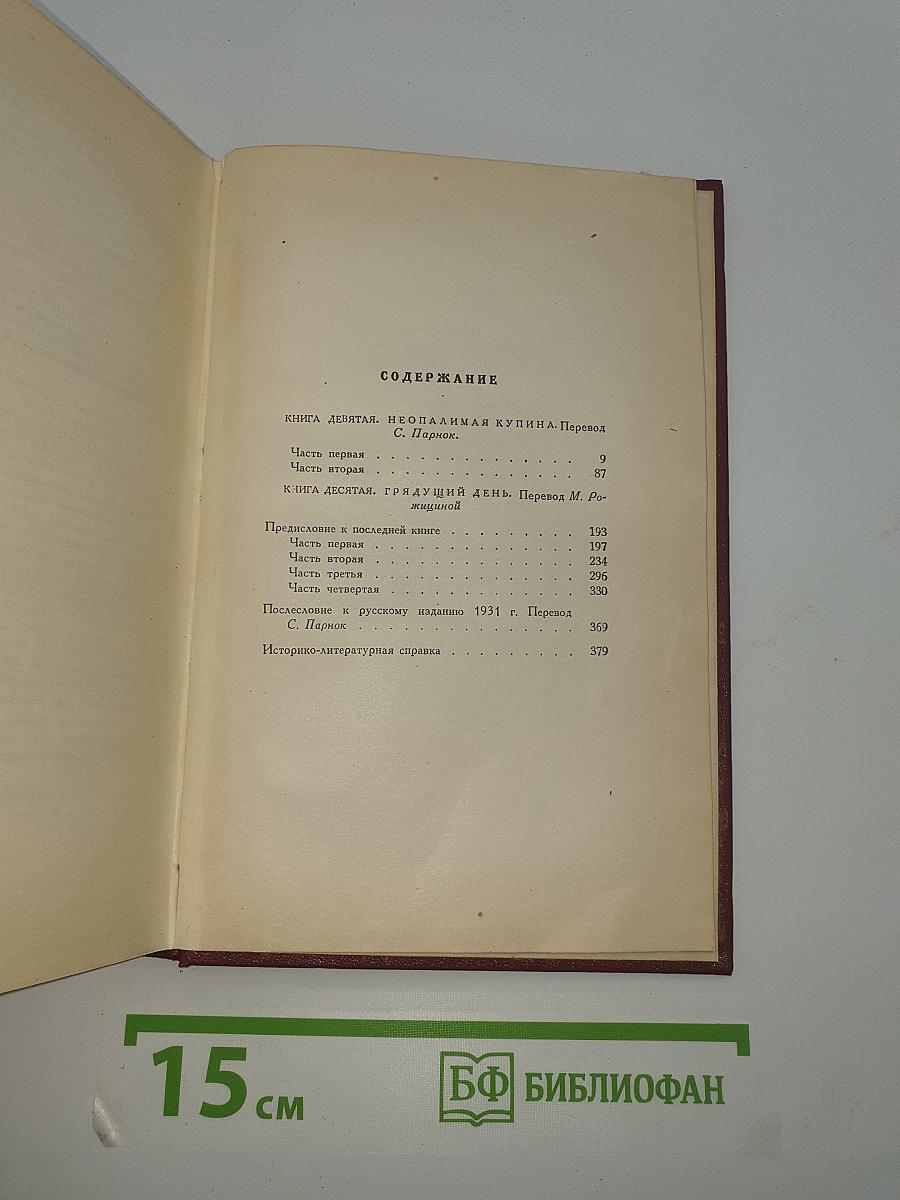 СОДЕРЖАНИЕ
КНИГА ДЕВЯТАЯ. НЕОПАЛИМАЯ КУПИНА. Перевод
С. Парнок.
Часть первая . . . . . . . . . . . . . . 9
Часть вторая . . . . . . . . . . . . . . 87
КНИГА ДЕСЯТАЯ. ГРЯДУЩИЙ ДЕНЬ. Перевод М. Ро-
жициной
Предисловие к последней книге . . . . . . . . . 193
Часть первая . . . . . . . . . . . . . . 197
Часть вторая . . . . . . . . . . . . . . 234
Часть третья . . . . . . . . . . . . . . 296
Часть четвертая . . . . . . . . . . . . . 330
Послесловие к русскому изданию 1931 г. Перевод
С. Парнок . . . . . . . . . . . . . . . 369
Историко-литературная справка . . . . . . . . . 379
15 см
БФ БИБЛИОФАН